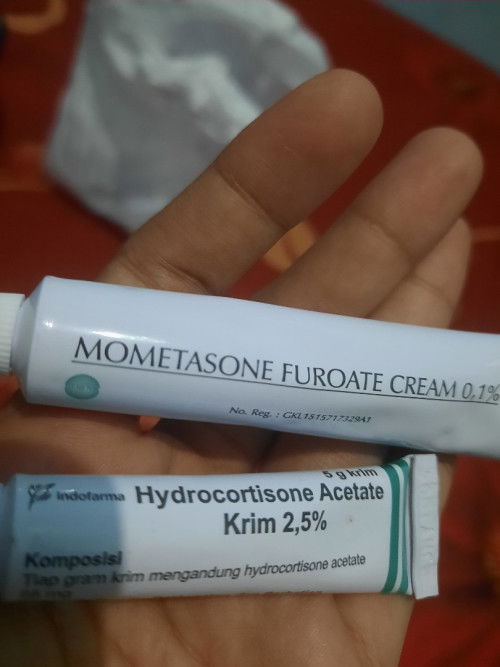 MOMETASONE FUROATE CREAM 0,1%
No. Reg. : GKL1515717329A1
5 g krim
indofarma
Hydrocortisone Acetate
Krim 2,5%
Komposisi
Tiap gram krim mengandung hydrocortisone acetate
mg